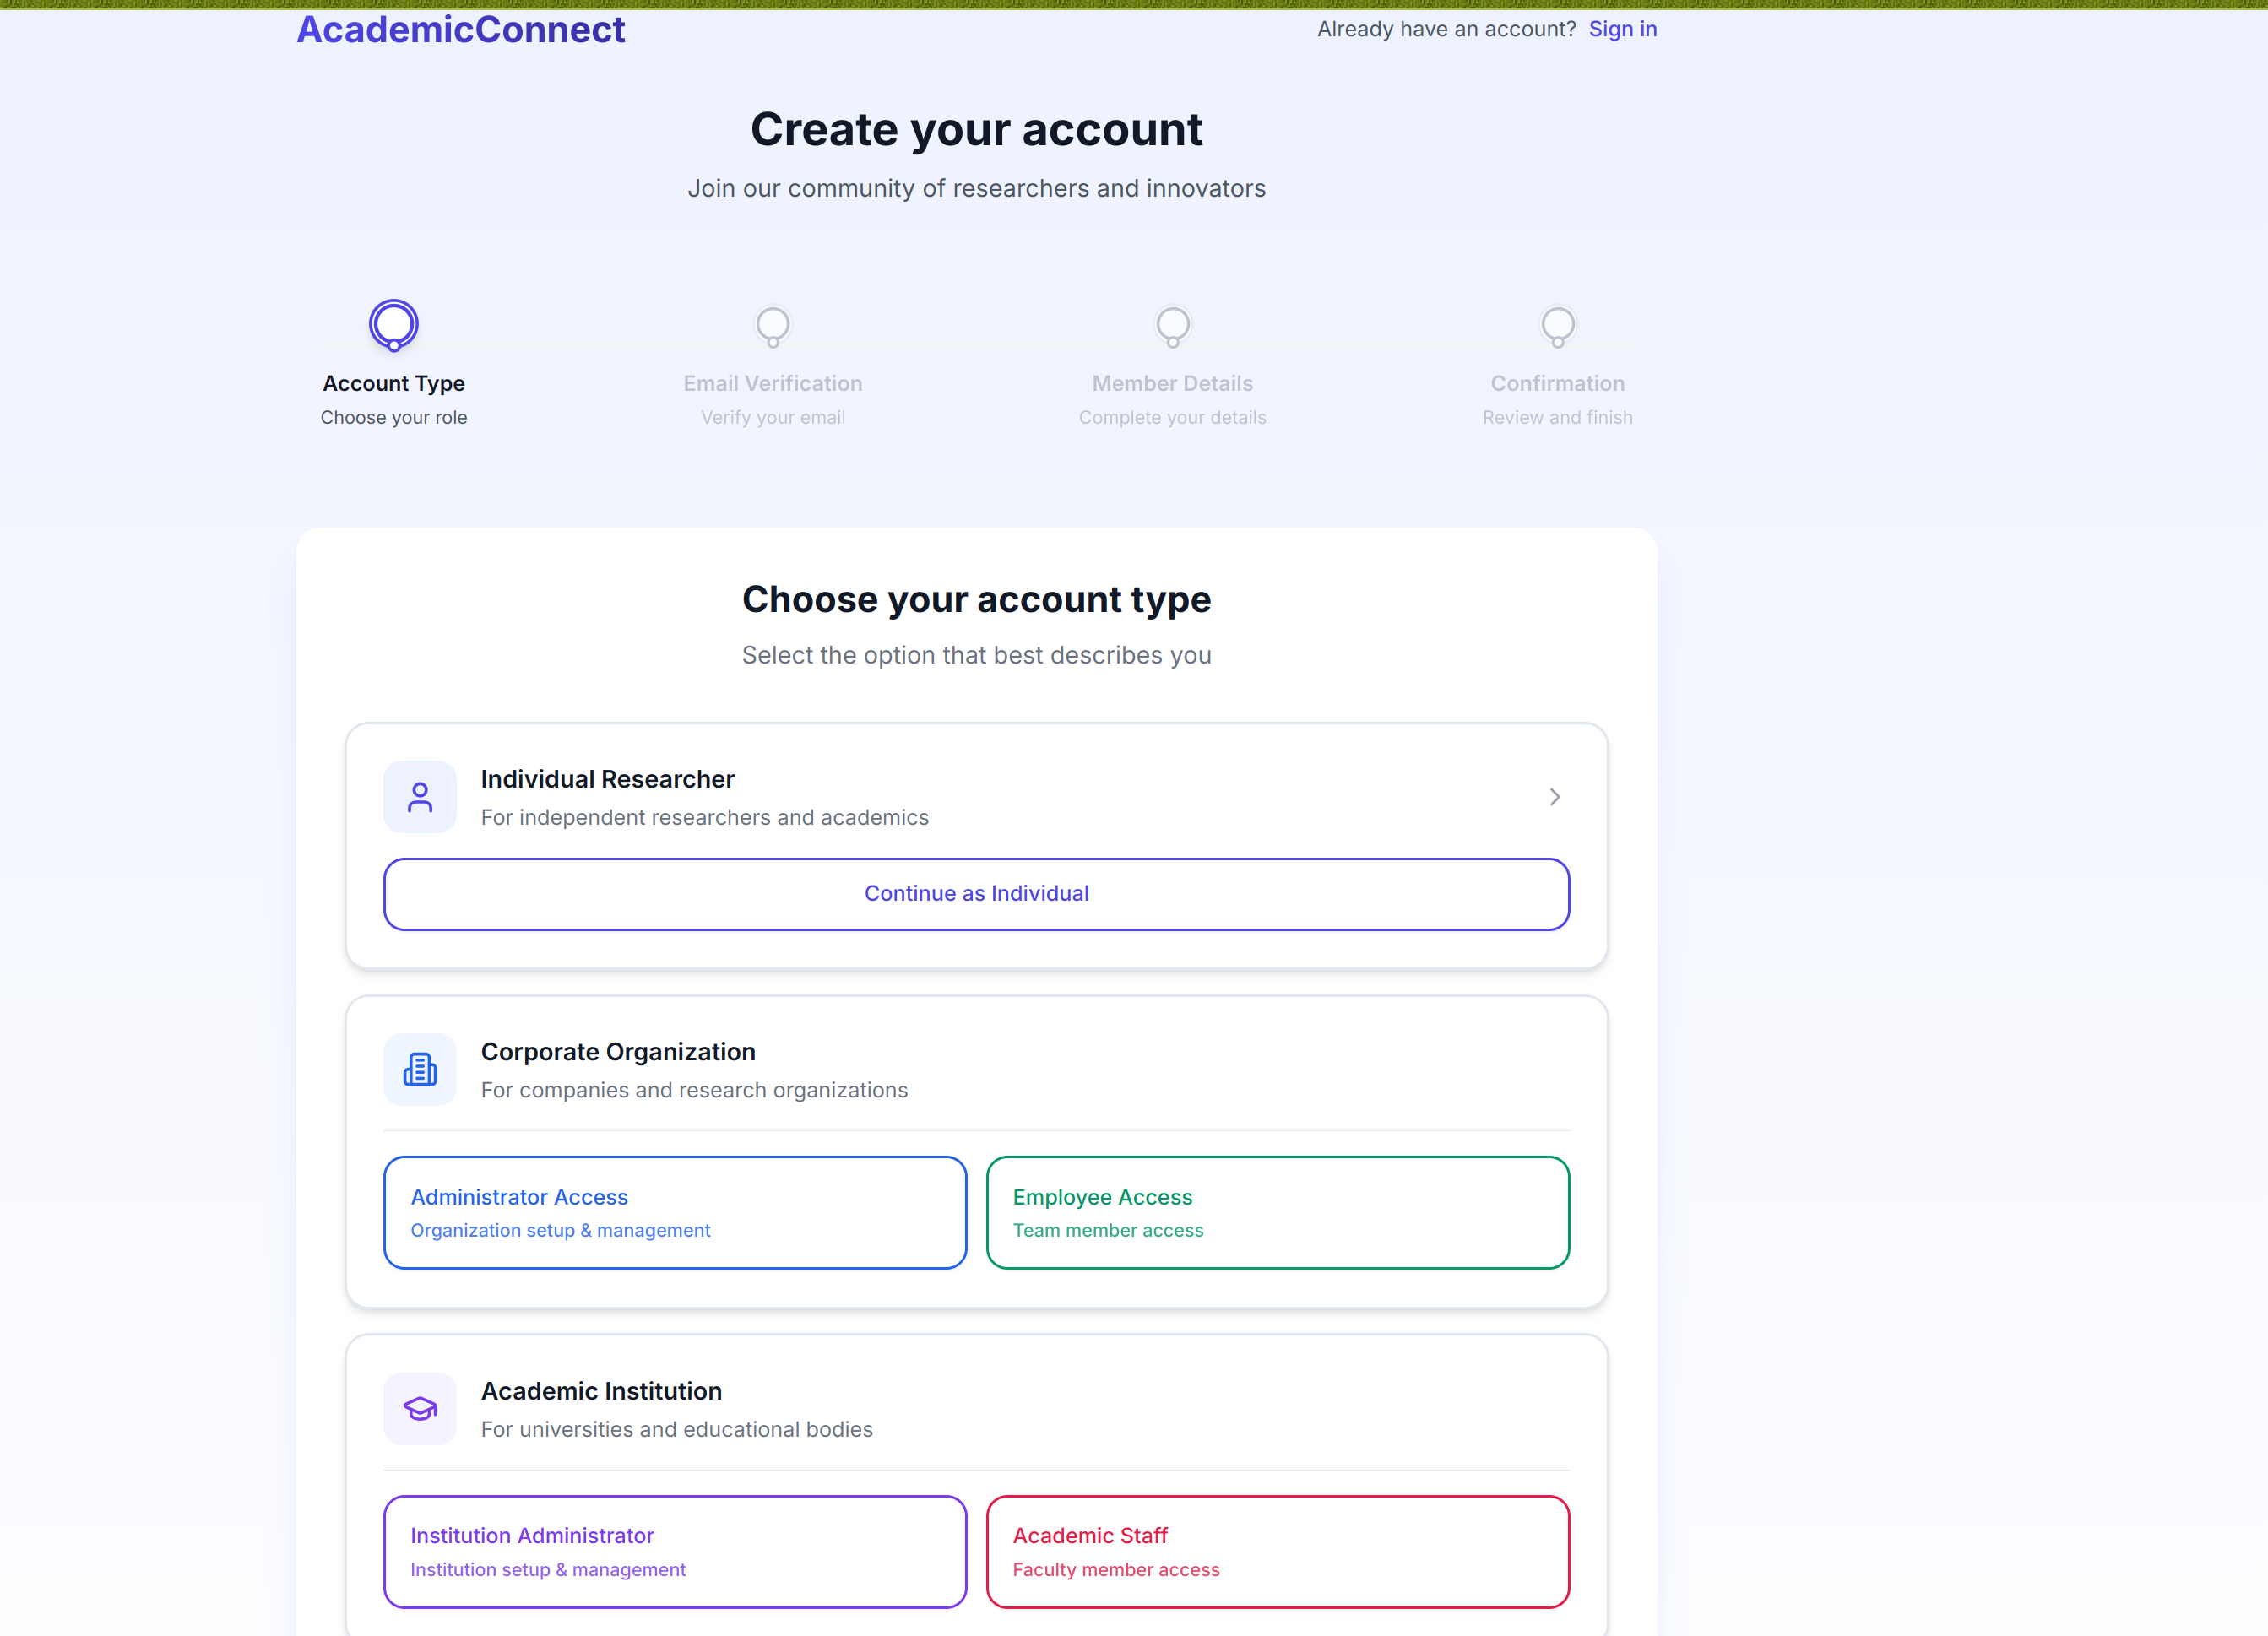 AcademicConnect
Already have an account? Sign in
Create your account
Join our community of researchers and innovators
Account Type
Choose your role
Email Verification
Verify your email
Member Details
Complete your details
Confirmation
Review and finish
Choose your account type
Select the option that best describes you
Individual Researcher
For independent researchers and academics
Continue as Individual
Corporate Organization
For companies and research organizations
Administrator Access
Organization setup & management
Employee Access
Team member access
Academic Institution
For universities and educational bodies
Institution Administrator
Institution setup & management
Academic Staff
Faculty member access